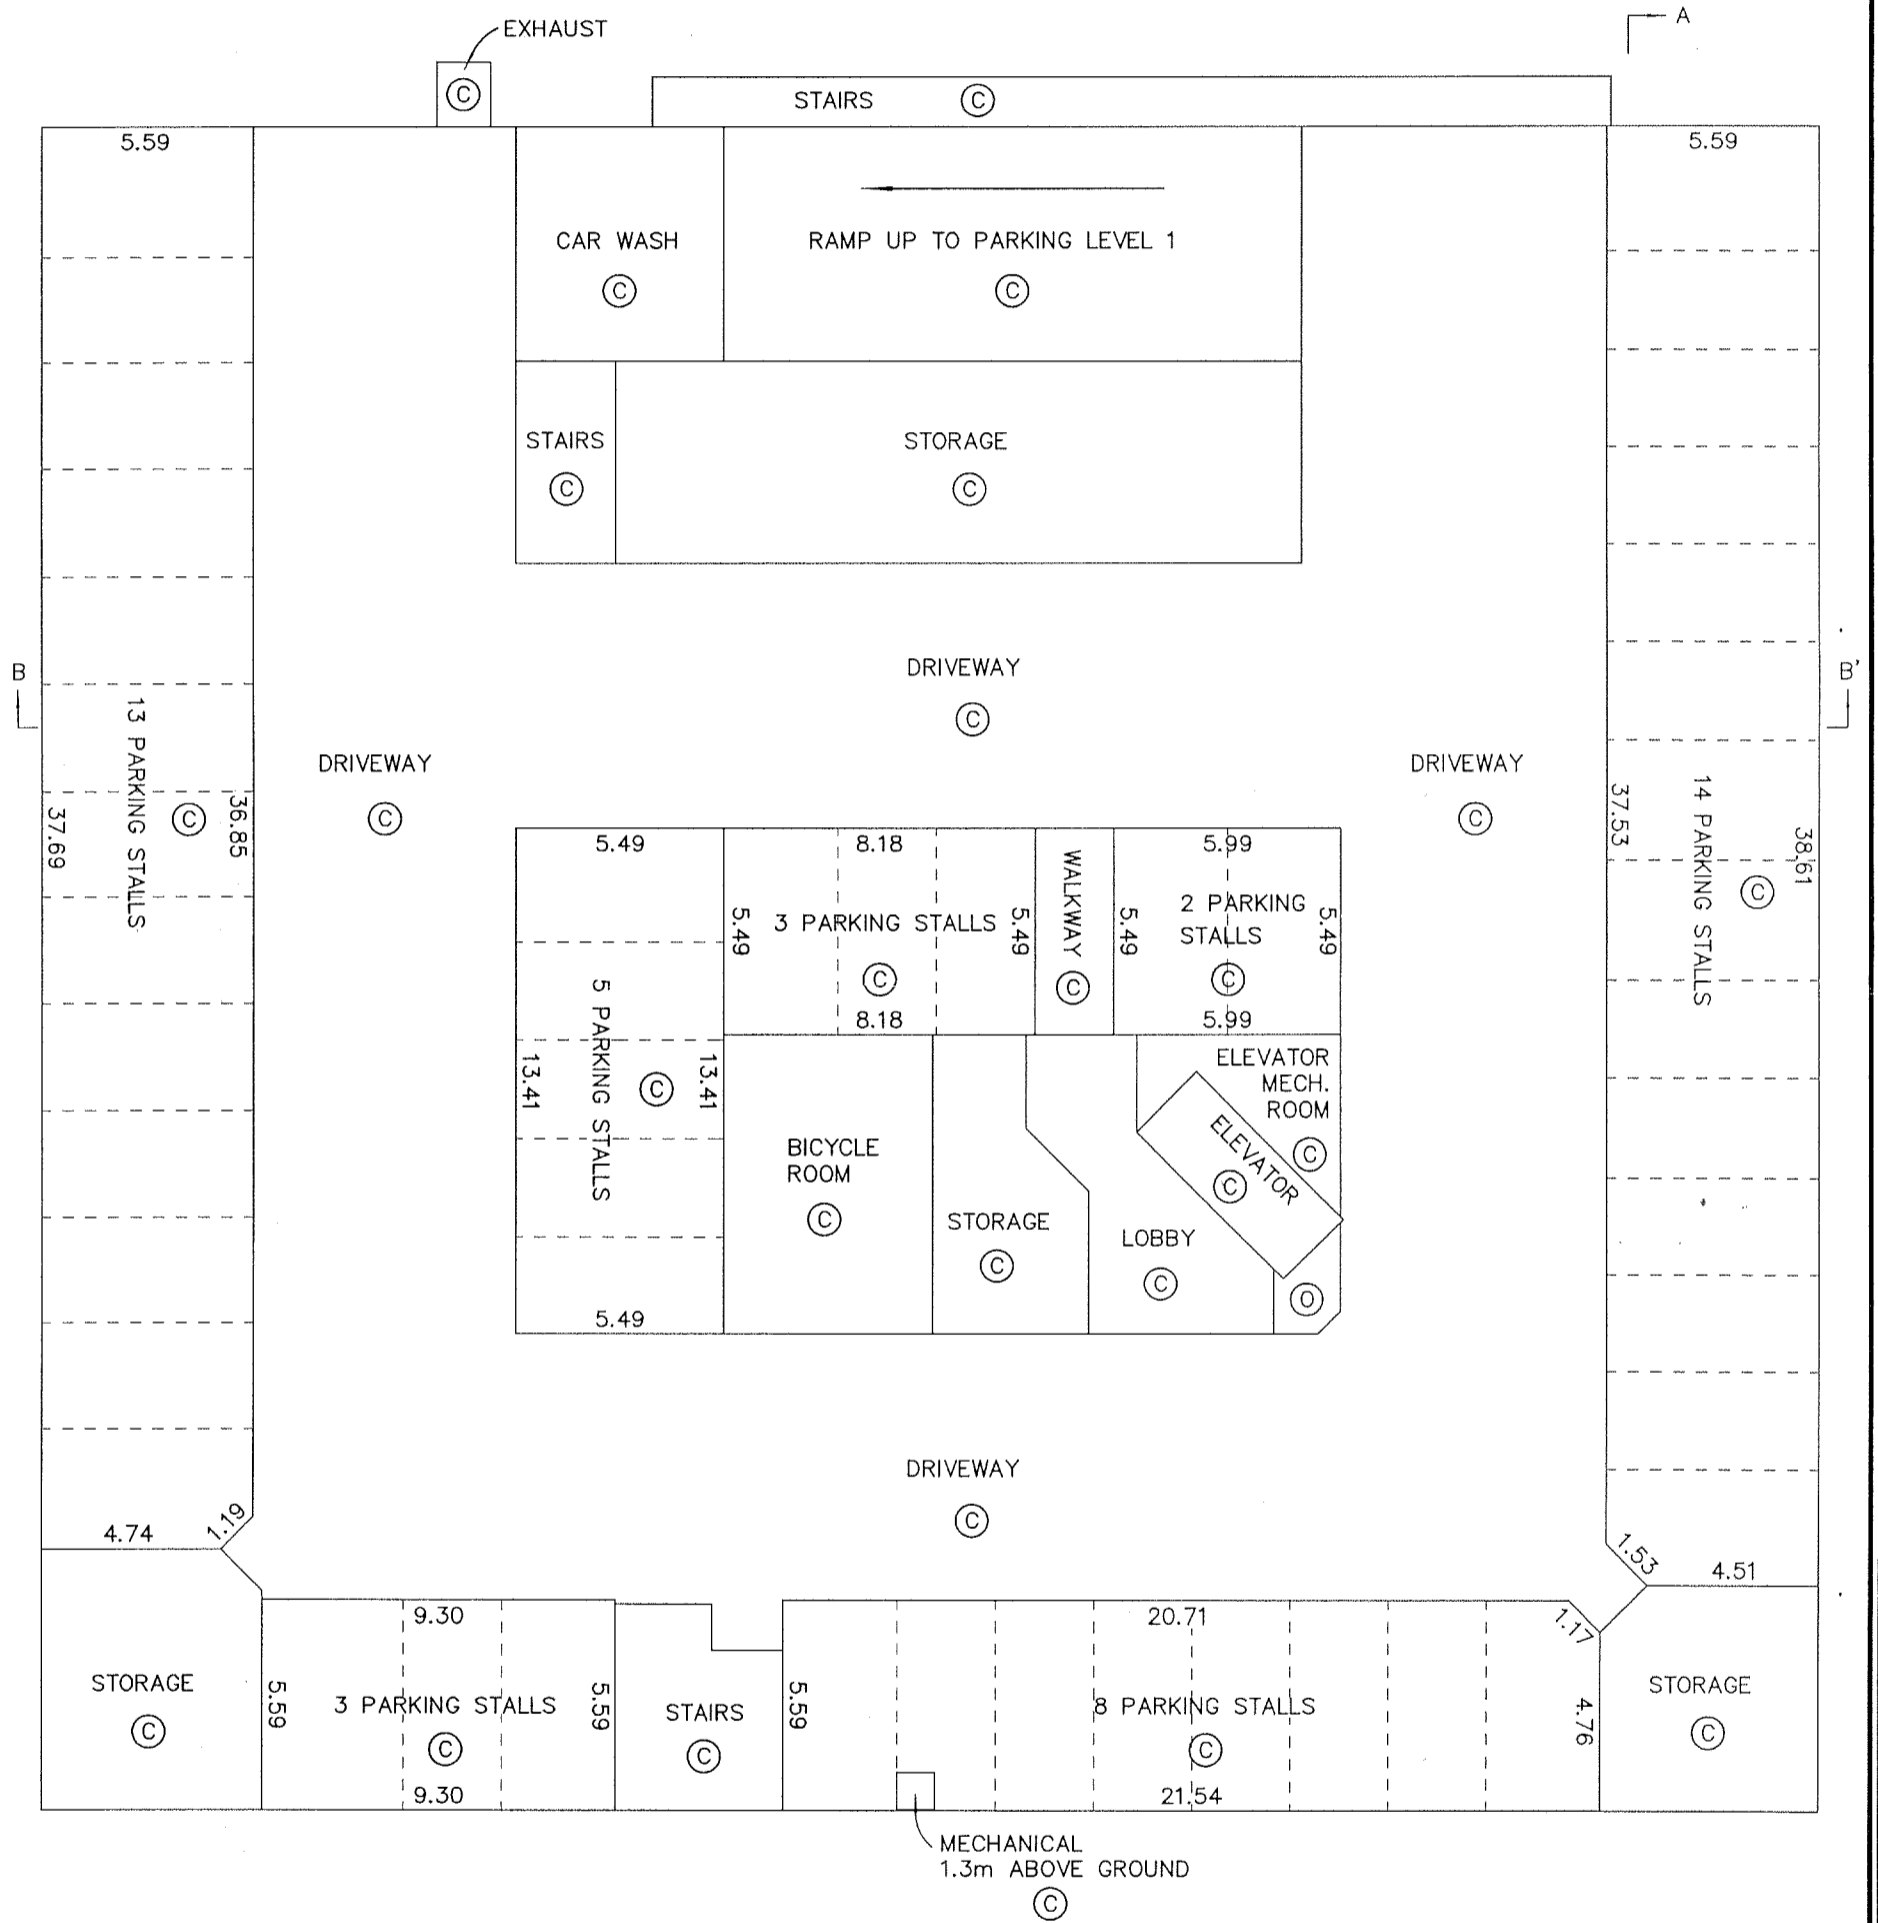 EXHAUST
C
A
STAIRS C
5.59
5.59
CAR WASH
C
RAMP UP TO PARKING LEVEL 1
C
STAIRS
C
STORAGE
C
B
B'
DRIVEWAY
C
DRIVEWAY
C
DRIVEWAY
C
13 PARKING STALLS
C
37.69
36.85
37.53
14 PARKING STALLS
C
38.61
5.49
8.18
5.99
5.49
3 PARKING STALLS
C
5.49
8.18
WALKWAY
C
5.49
2 PARKING
STALLS
C
5.49
5.99
5 PARKING STALLS
C
13.41
13.41
5.49
BICYCLE
ROOM
C
STORAGE
C
LOBBY
C
ELEVATOR
MECH.
ROOM
C
ELEVATOR
C
O
DRIVEWAY
C
4.74
1.19
1.53
4.51
STORAGE
C
9.30
5.59
3 PARKING STALLS
C
5.59
9.30
STAIRS
C
5.59
20.71
8 PARKING STALLS
C
21.54
1.17
4.76
STORAGE
C
MECHANICAL
1.3m ABOVE GROUND
C